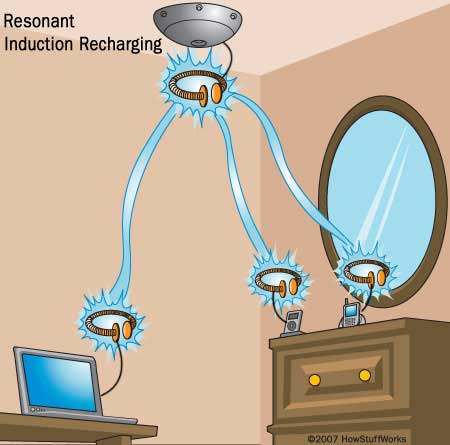 Resonant
Induction Recharging
©2007 HowStuffWorks